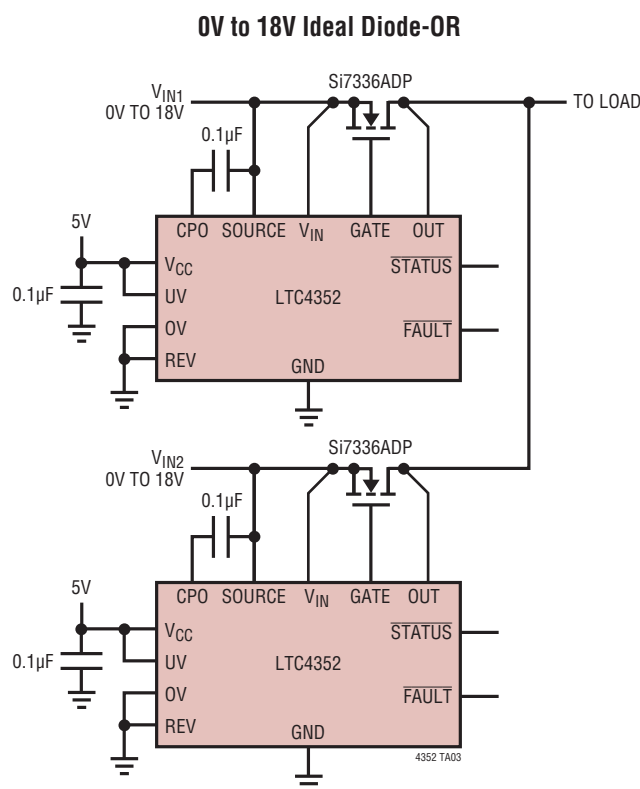 0V to 18V Ideal Diode-OR
Si7336ADP
VIN1
0V TO 18V
TO LOAD
0.1µF
CPO SOURCE VIN GATE OUT
5V
VCC
STATUS
0.1µF
UV
LTC4352
OV
FAULT
REV
GND
Si7336ADP
VIN2
0V TO 18V
0.1µF
CPO SOURCE VIN GATE OUT
5V
VCC
STATUS
0.1µF
UV
LTC4352
OV
FAULT
REV
GND
4352 TA03